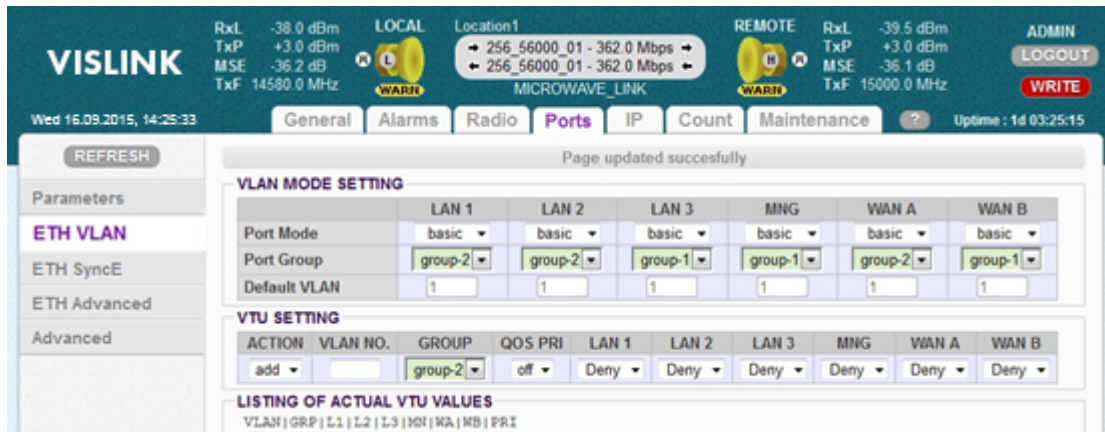 VISLINK
RxL -38.0 dBm
TxP +3.0 dBm
MSE -36.2 dB
TxF 14580.0 MHz
LOCAL
R L
WARN
Location1
→ 256_56000_01 - 362.0 Mbps →
← 256_56000_01 - 362.0 Mbps ←
MICROWAVE_LINK
REMOTE
H R
WARN
RxL -39.5 dBm
TxP +3.0 dBm
MSE -36.1 dB
TxF 15000.0 MHz
ADMIN
LOGOUT
WRITE
Wed 16.09.2015, 14:25:33
General Alarms Radio Ports IP Count Maintenance ? Uptime : 1d 03:25:15
REFRESH
Parameters
ETH VLAN
ETH SyncE
ETH Advanced
Advanced
Page updated succesfully
VLAN MODE SETTING
LAN 1 LAN 2 LAN 3 MNG WAN A WAN B
Port Mode basic basic basic basic basic basic
Port Group group-2 group-2 group-1 group-1 group-2 group-1
Default VLAN 1 1 1 1 1 1
VTU SETTING
ACTION VLAN NO. GROUP QOS PRI LAN 1 LAN 2 LAN 3 MNG WAN A WAN B
add group-2 off Deny Deny Deny Deny Deny Deny
LISTING OF ACTUAL VTU VALUES
VLAN|GRP|L1|L2|L3|MN|WA|WB|PRI